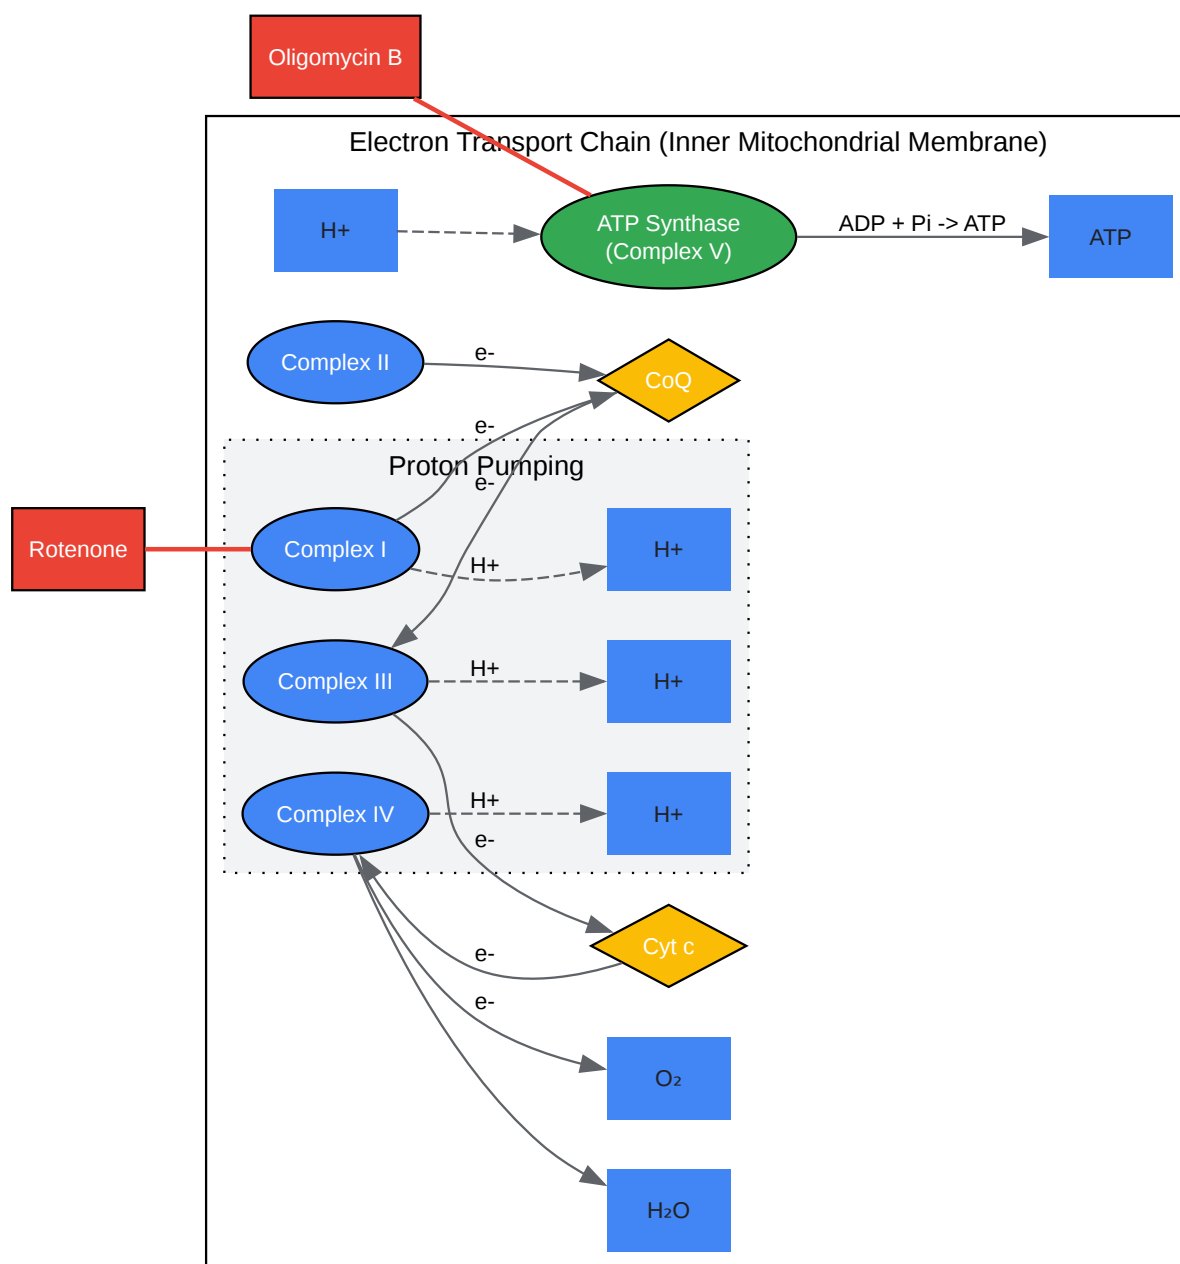 Oligomycin B
Electron Transport Chain (Inner Mitochondrial Membrane)
H+
ATP Synthase
(Complex V)
ADP + Pi -> ATP
ATP
Complex II
e-
CoQ
e-
Proton Pumping
e-
Rotenone
Complex I
H+
H+
Complex III
H+
H+
Complex IV
H+
H+
e-
Cyt c
e-
e-
O₂
H₂O